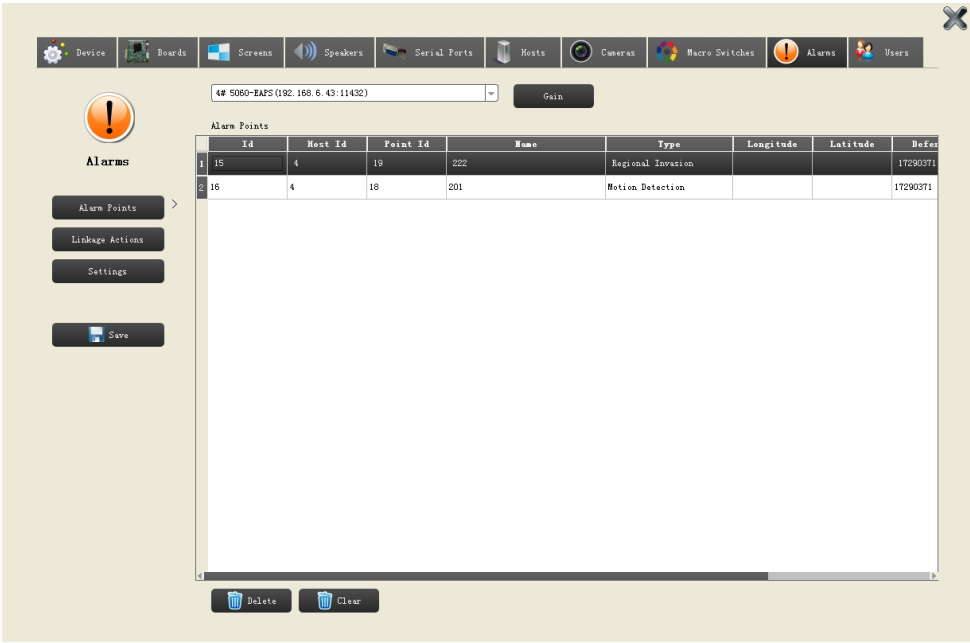 Device Boards Screens Speakers Serial Ports Hosts Cameras Macro Switches Alarms Users
4# 5060-EAPS(192.168.6.43:11432) Gain
Alarms
Alarm Points
Id Host Id Point Id Name Type Longitude Latitude Defer
1 15 4 19 222 Regional Invasion 17290371
2 16 4 18 201 Motion Detection 17290371
Alarm Points >
Linkage Actions
Settings
Save
Delete Clear